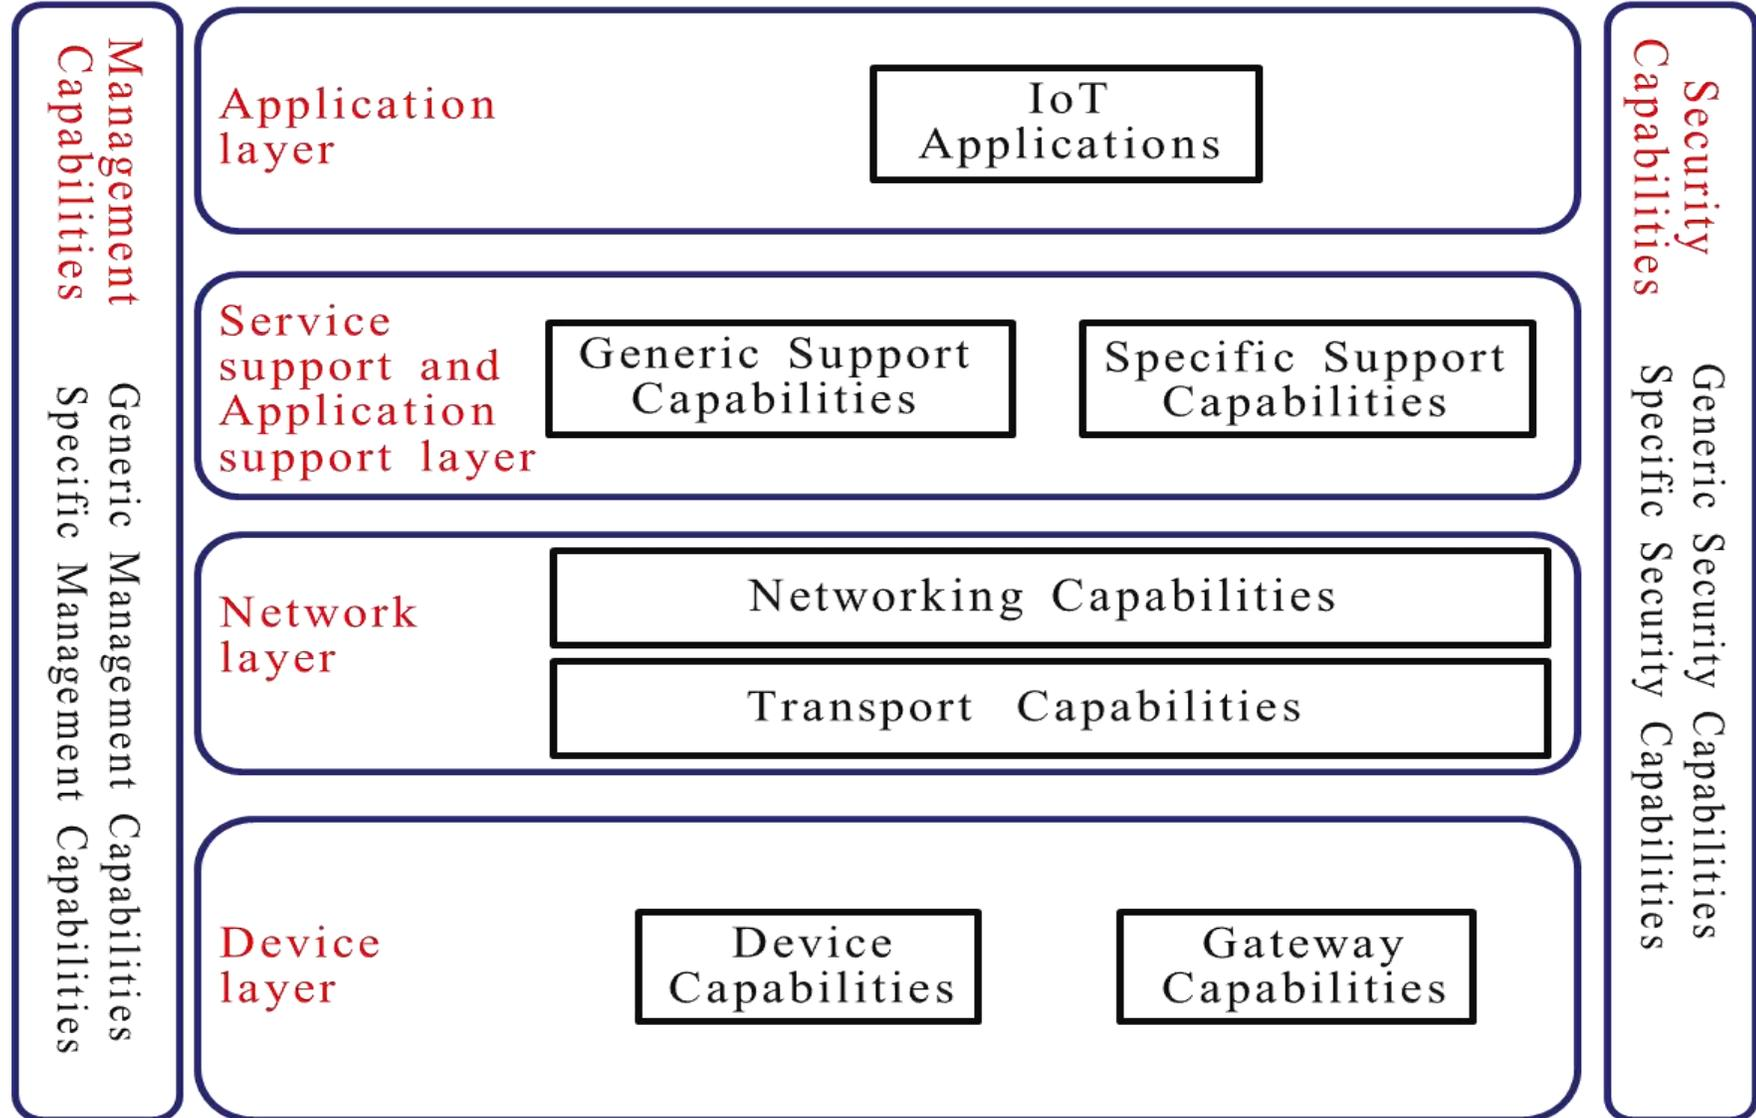 Management
Capabilities
Generic Management Capabilities
Specific Management Capabilities
Application
layer
IoT
Applications
Service
support and
Application
support layer
Generic Support
Capabilities
Specific Support
Capabilities
Network
layer
Networking Capabilities
Transport Capabilities
Device
layer
Device
Capabilities
Gateway
Capabilities
Security
Capabilities
Generic Security Capabilities
Specific Security Capabilities